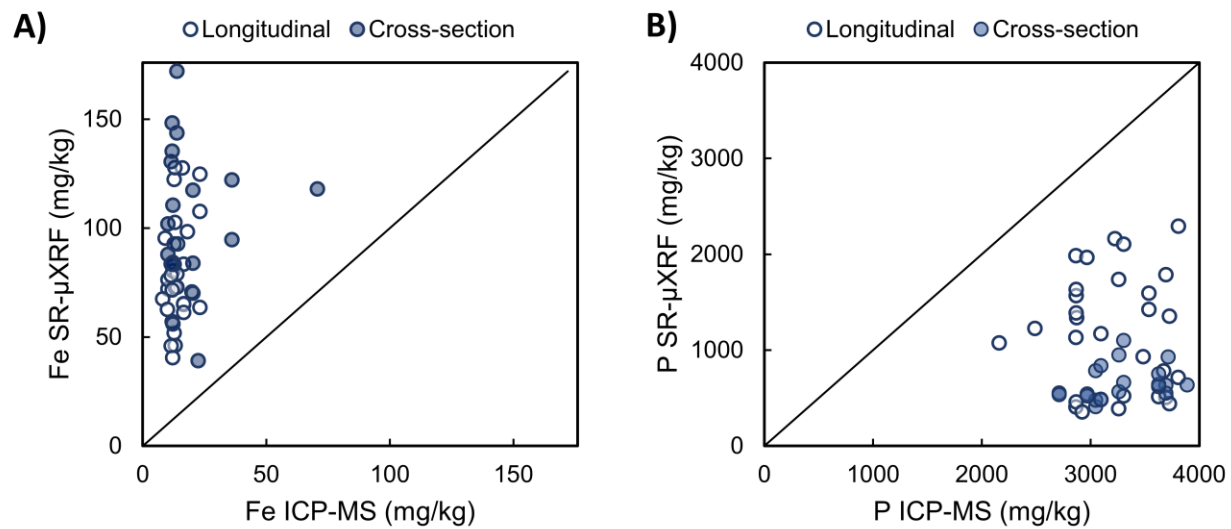 A)
Longitudinal Cross-section
150
100
50
0
0 50 100 150
Fe SR-µXRF (mg/kg)
Fe ICP-MS (mg/kg)
B)
Longitudinal Cross-section
4000
3000
2000
1000
0
0 1000 2000 3000 4000
P SR-µXRF (mg/kg)
P ICP-MS (mg/kg)